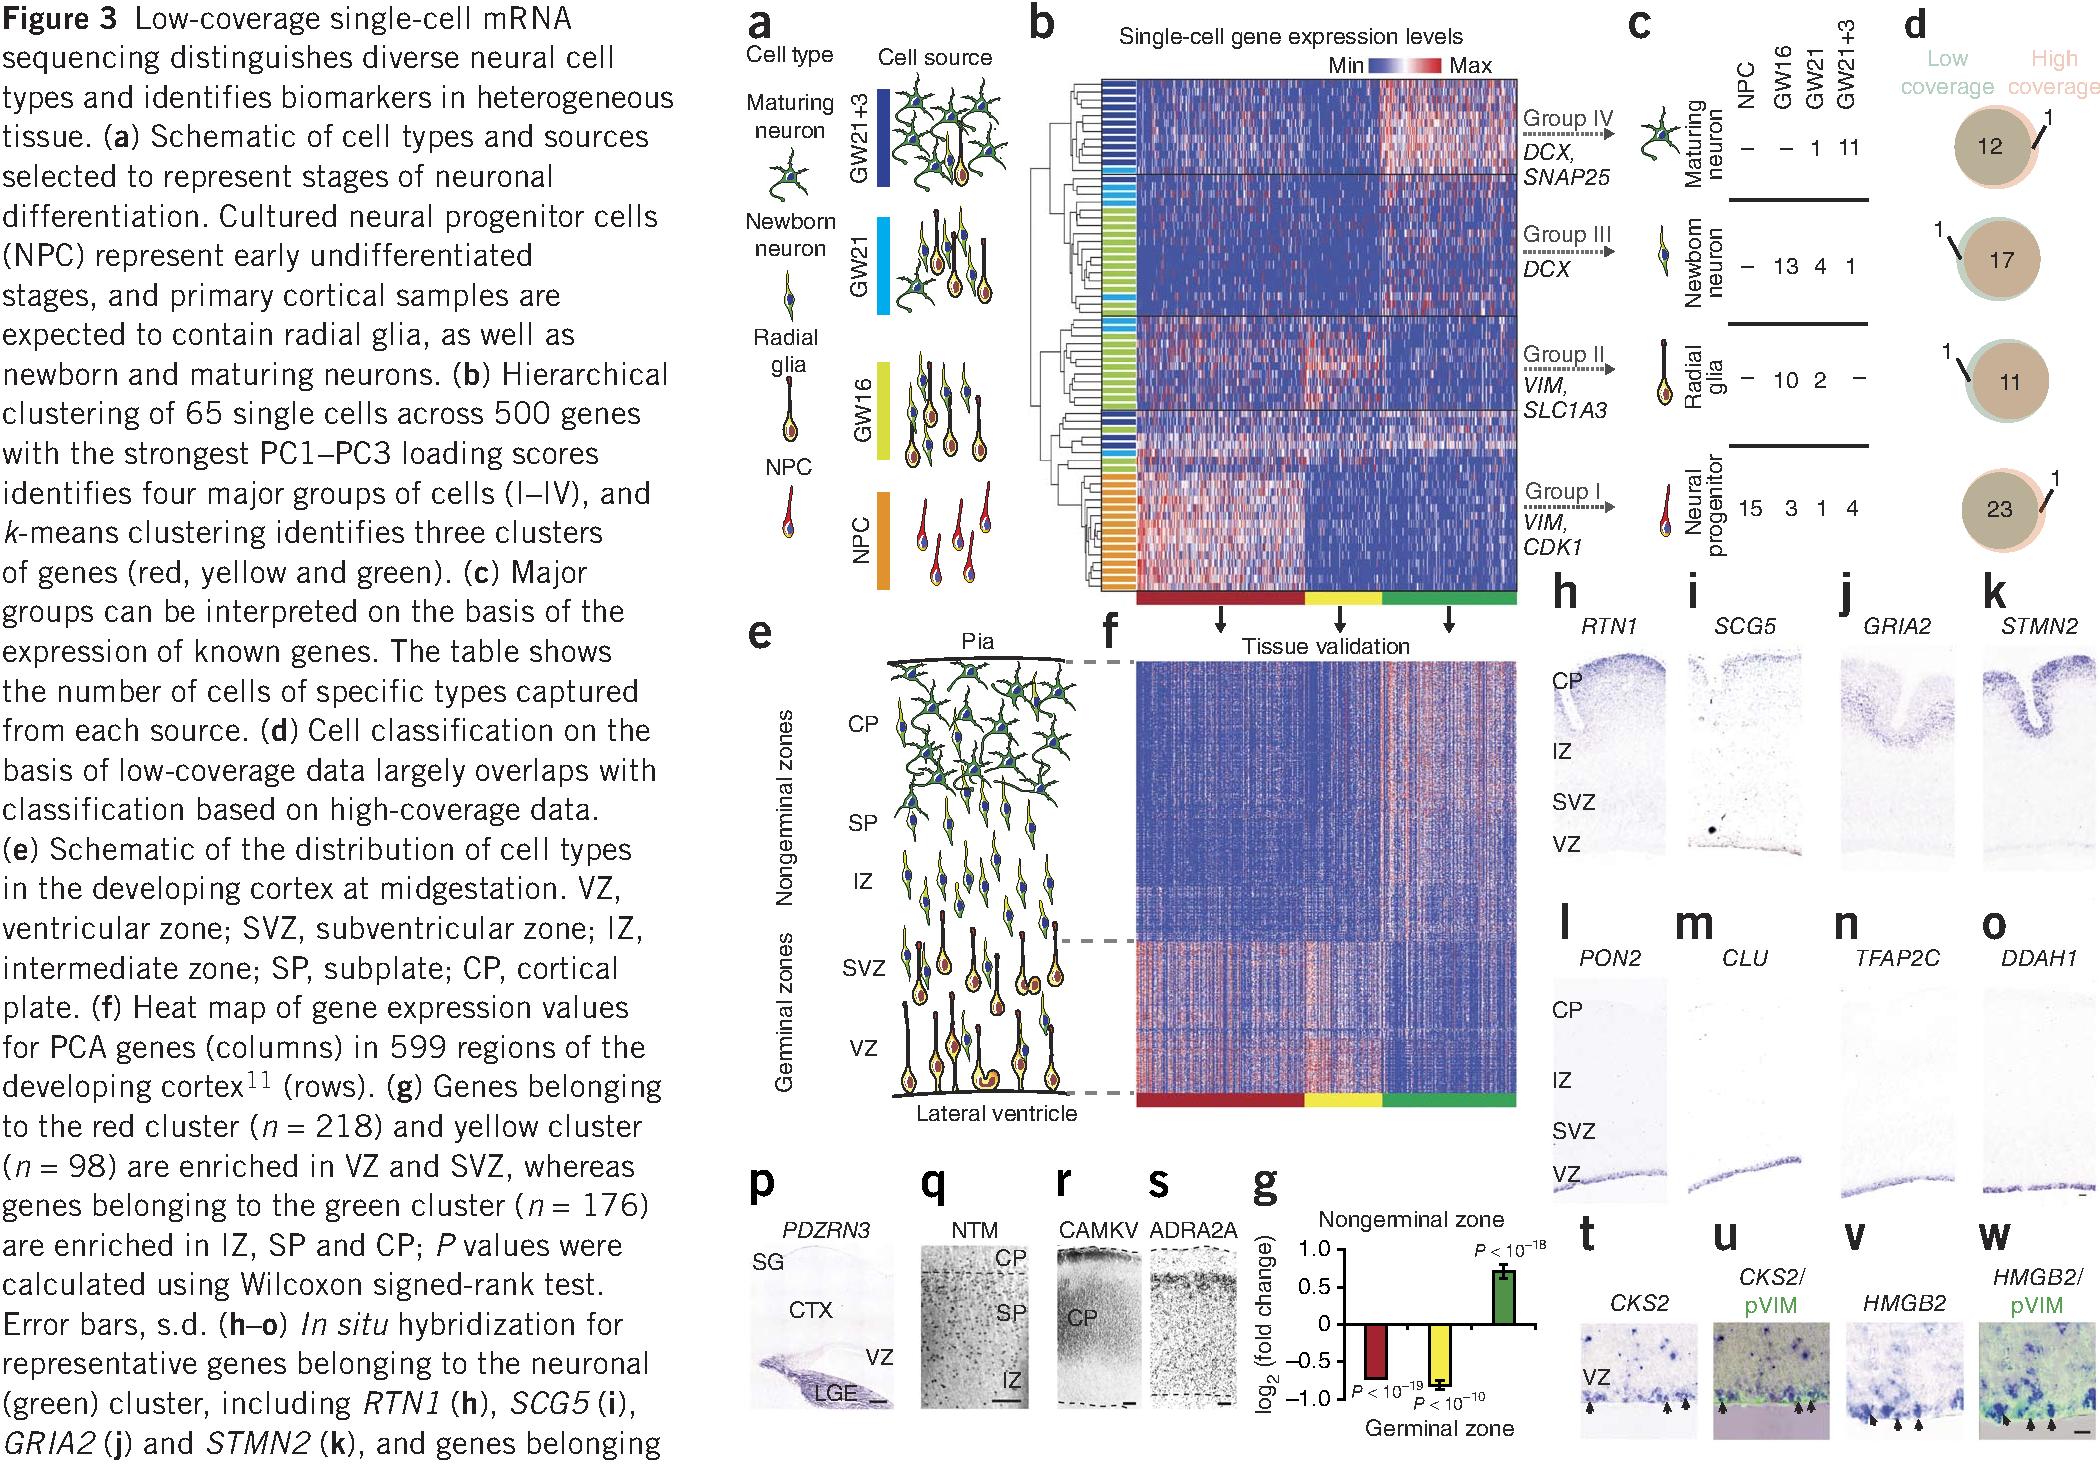 Figure 3 Low-coverage single-cell mRNA
sequencing distinguishes diverse neural cell
types and identifies biomarkers in heterogeneous
tissue. (a) Schematic of cell types and sources
selected to represent stages of neuronal
differentiation. Cultured neural progenitor cells
(NPC) represent early undifferentiated
stages, and primary cortical samples are
expected to contain radial glia, as well as
newborn and maturing neurons. (b) Hierarchical
clustering of 65 single cells across 500 genes
with the strongest PC1–PC3 loading scores
identifies four major groups of cells (I–IV), and
k-means clustering identifies three clusters
of genes (red, yellow and green). (c) Major
groups can be interpreted on the basis of the
expression of known genes. The table shows
the number of cells of specific types captured
from each source. (d) Cell classification on the
basis of low-coverage data largely overlaps with
classification based on high-coverage data.
(e) Schematic of the distribution of cell types
in the developing cortex at midgestation. VZ,
ventricular zone; SVZ, subventricular zone; IZ,
intermediate zone; SP, subplate; CP, cortical
plate. (f) Heat map of gene expression values
for PCA genes (columns) in 599 regions of the
developing cortex11 (rows). (g) Genes belonging
to the red cluster (n = 218) and yellow cluster
(n = 98) are enriched in VZ and SVZ, whereas
genes belonging to the green cluster (n = 176)
are enriched in IZ, SP and CP; P values were
calculated using Wilcoxon signed-rank test.
Error bars, s.d. (h–o) In situ hybridization for
representative genes belonging to the neuronal
(green) cluster, including RTN1 (h), SCG5 (i),
GRIA2 (j) and STMN2 (k), and genes belonging
a
Cell type
Cell source
Maturing
neuron
Newborn
neuron
Radial
glia
NPC
GW21+3
GW21
GW16
NPC
b
Single-cell gene expression levels
Min
Max
Group IV
DCX,
SNAP25
Group III
DCX
Group II
VIM,
SLC1A3
Group I
VIM,
CDK1
c
NPC
GW16
GW21
GW21+3
Maturing
neuron
– – 1 11
Newborn
neuron
– 13 4 1
Radial
glia
– 10 2 –
Neural
progenitor
15 3 1 4
d
Low
coverage
High
coverage
12
1
1
17
1
11
23
1
e
Pia
Nongerminal zones
Germinal zones
CP
SP
IZ
SVZ
VZ
Lateral ventricle
f
Tissue validation
h
RTN1
CP
IZ
SVZ
VZ
i
SCG5
j
GRIA2
k
STMN2
l
PON2
CP
IZ
SVZ
VZ
m
CLU
n
TFAP2C
o
DDAH1
p
PDZRN3
SG
CTX
VZ
LGE
q
NTM
CP
SP
IZ
r
CAMKV
CP
s
ADRA2A
g
Nongerminal zone
log2 (fold change)
1.0
0.5
0
–0.5
–1.0
P < 10–18
P < 10–19
P < 10–10
Germinal zone
t
CKS2
VZ
u
CKS2/
pVIM
v
HMGB2
w
HMGB2/
pVIM